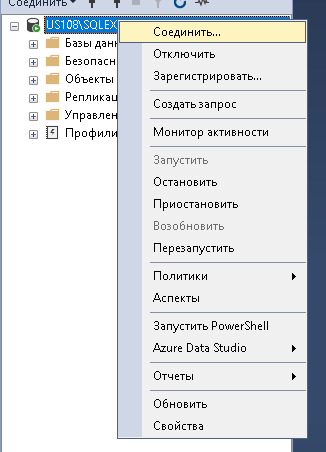 Соединить
US108\SQLEX
Базы данн
Безопасн
Объекты
Репликац
Управлен
Профили
Соединить...
Отключить
Зарегистрировать...
Создать запрос
Монитор активности
Запустить
Остановить
Приостановить
Возобновить
Перезапустить
Политики
Аспекты
Запустить PowerShell
Azure Data Studio
Отчеты
Обновить
Свойства